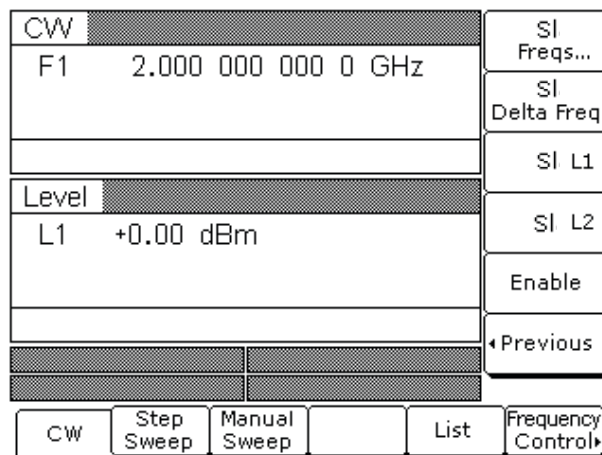 CW
F1 2.000 000 000 0 GHz
Level
L1 +0.00 dBm
Sl
Freqs...
Sl
Delta Freq
Sl L1
Sl L2
Enable
◂Previous
CW
Step
Sweep
Manual
Sweep
List
Frequency
Control▸